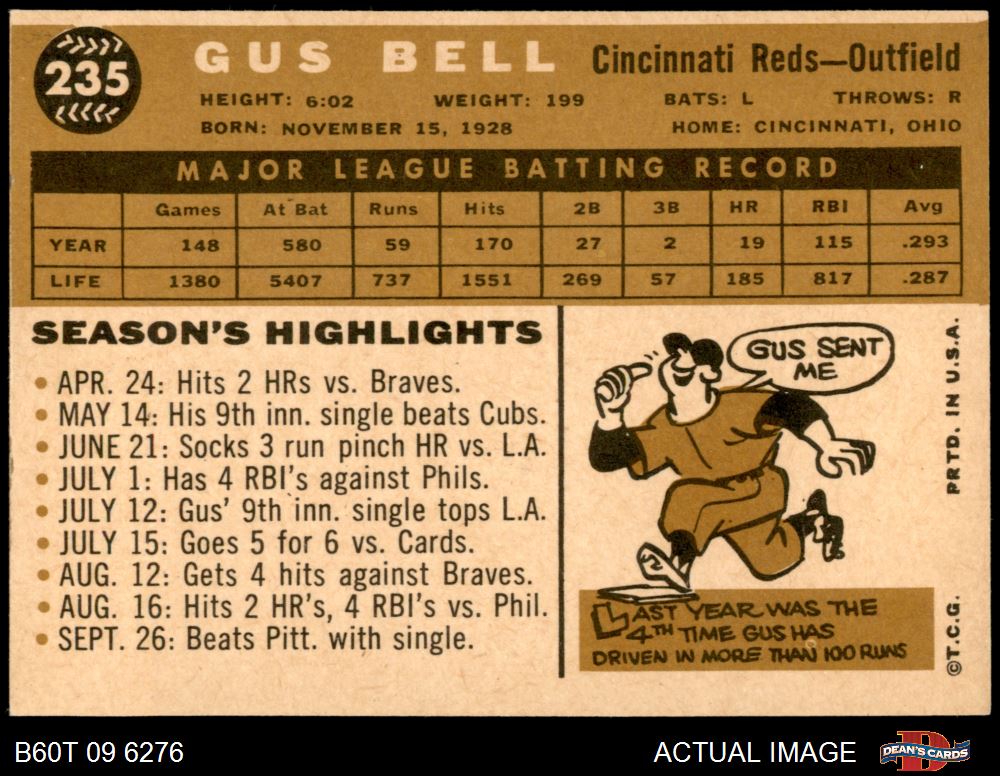 235
GUS BELL Cincinnati Reds—Outfield
HEIGHT: 6:02 WEIGHT: 199 BATS: L THROWS: R
BORN: NOVEMBER 15, 1928 HOME: CINCINNATI, OHIO
MAJOR LEAGUE BATTING RECORD
Games At Bat Runs Hits 2B 3B HR RBI Avg
YEAR 148 580 59 170 27 2 19 115 .293
LIFE 1380 5407 737 1551 269 57 185 817 .287
SEASON'S HIGHLIGHTS
• APR. 24: Hits 2 HRs vs. Braves.
• MAY 14: His 9th inn. single beats Cubs.
• JUNE 21: Socks 3 run pinch HR vs. L.A.
• JULY 1: Has 4 RBI's against Phils.
• JULY 12: Gus' 9th inn. single tops L.A.
• JULY 15: Goes 5 for 6 vs. Cards.
• AUG. 12: Gets 4 hits against Braves.
• AUG. 16: Hits 2 HR's, 4 RBI's vs. Phil.
• SEPT. 26: Beats Pitt. with single.
GUS SENT
ME
LAST YEAR WAS THE
4TH TIME GUS HAS
DRIVEN IN MORE THAN 100 RUNS
©T.C.G. PRTD. IN U.S.A.
B60T 09 6276 ACTUAL IMAGE
D
DEAN'S CARDS